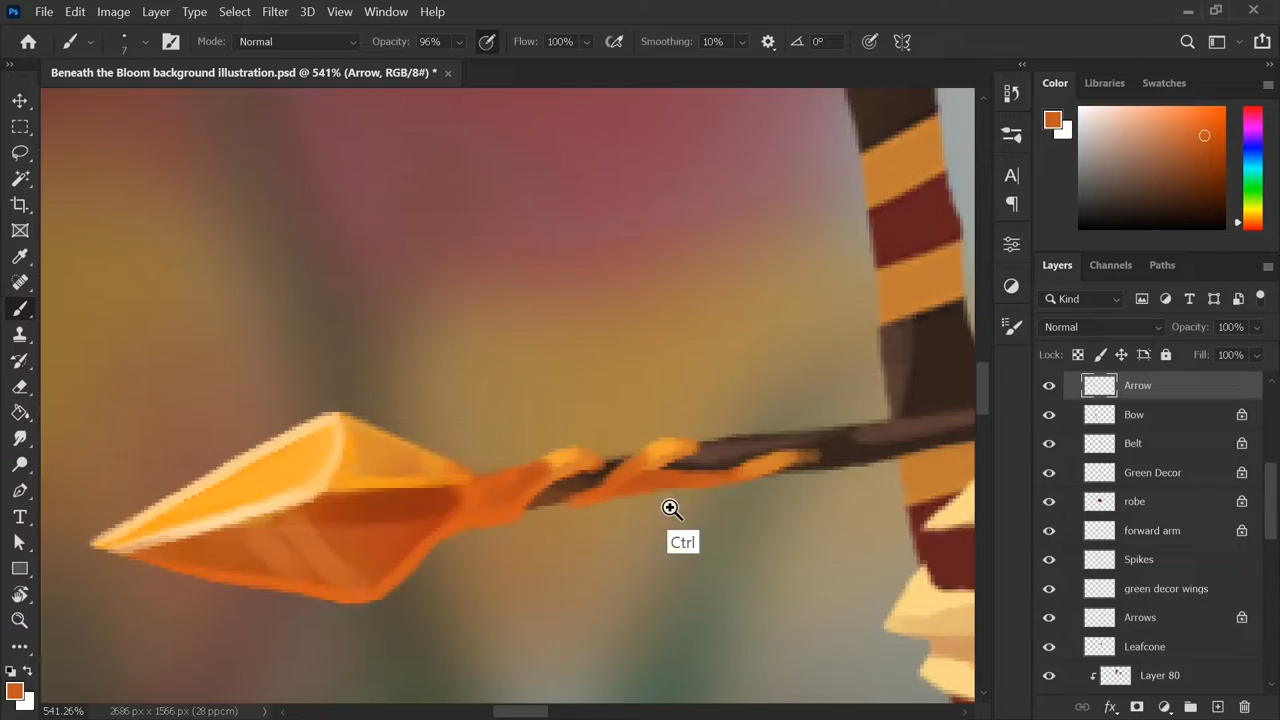 Ps File Edit Image Layer Type Select Filter 3D View Window Help
7 Mode: Normal Opacity: 96% Flow: 100% Smoothing: 10% 0°
Beneath the Bloom background illustration.psd @ 541% (Arrow, RGB/8#) *
Color Libraries Swatches
Layers Channels Paths
Kind
Normal Opacity: 100%
Lock: Fill: 100%
Arrow
Bow
Belt
Green Decor
robe
forward arm
Spikes
green decor wings
Arrows
Leafcone
Layer 80
Ctrl
541.26% 2686 px x 1566 px (28 ppcm)